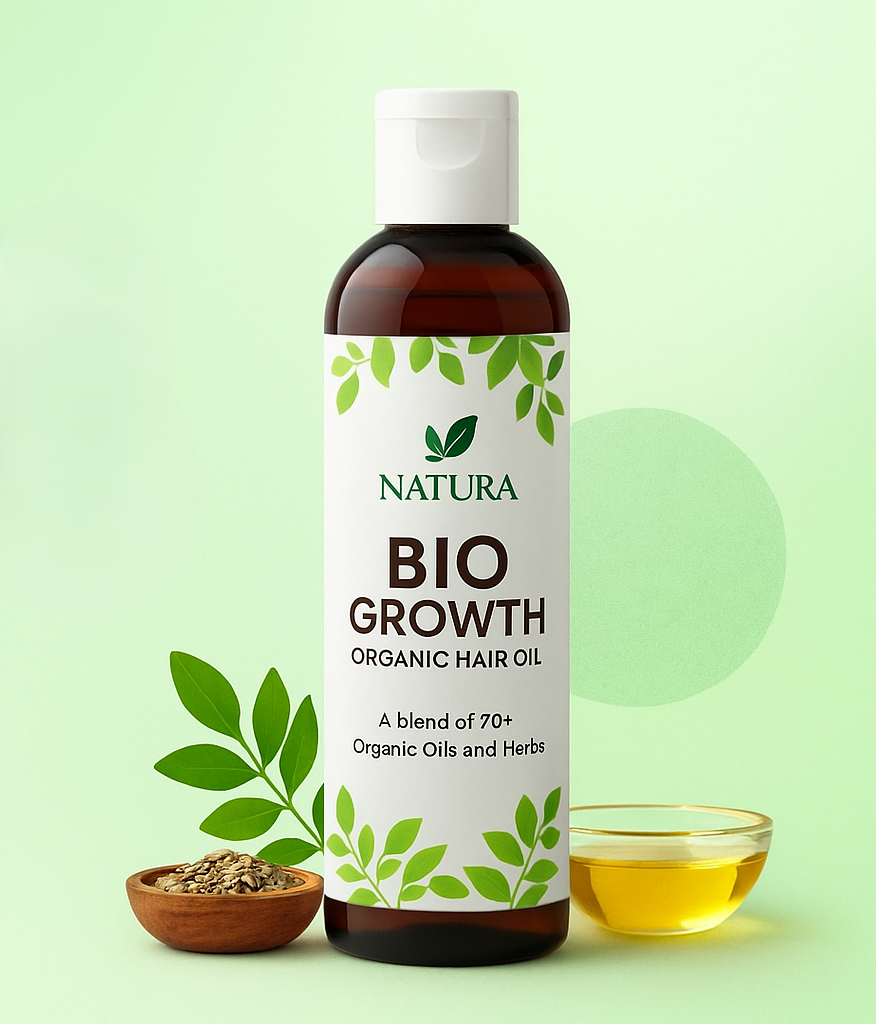 NATURA
BIO
GROWTH
ORGANIC HAIR OIL
A blend of 70+
Organic Oils and Herbs